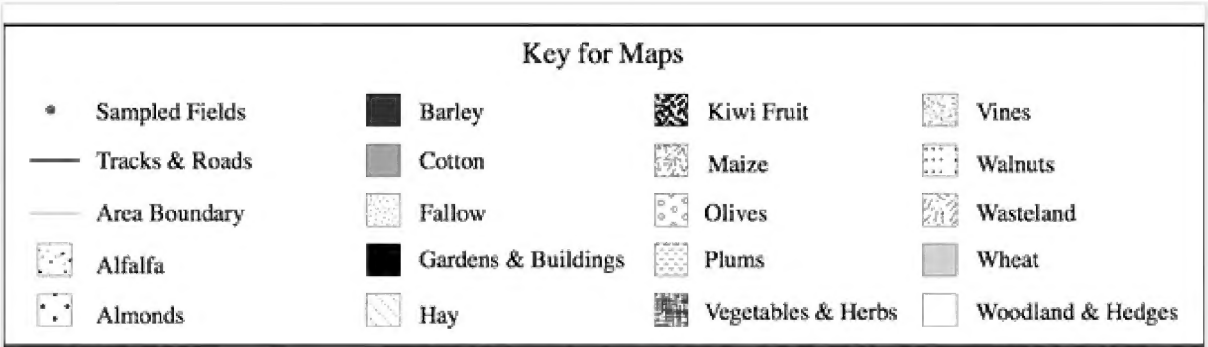 Key for Maps
Sampled Fields
Barley
Kiwi Fruit
Vines
Tracks & Roads
Cotton
Maize
Walnuts
Area Boundary
Fallow
Olives
Wasteland
Alfalfa
Gardens & Buildings
Plums
Wheat
Almonds
Hay
Vegetables & Herbs
Woodland & Hedges